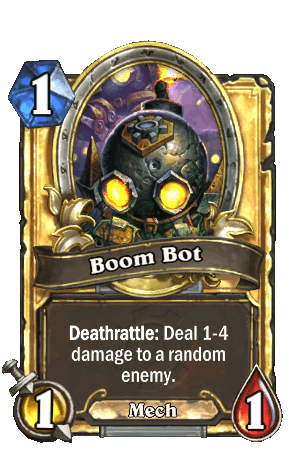 1
Boom Bot
Deathrattle: Deal 1-4
damage to a random
enemy.
1
Mech
1